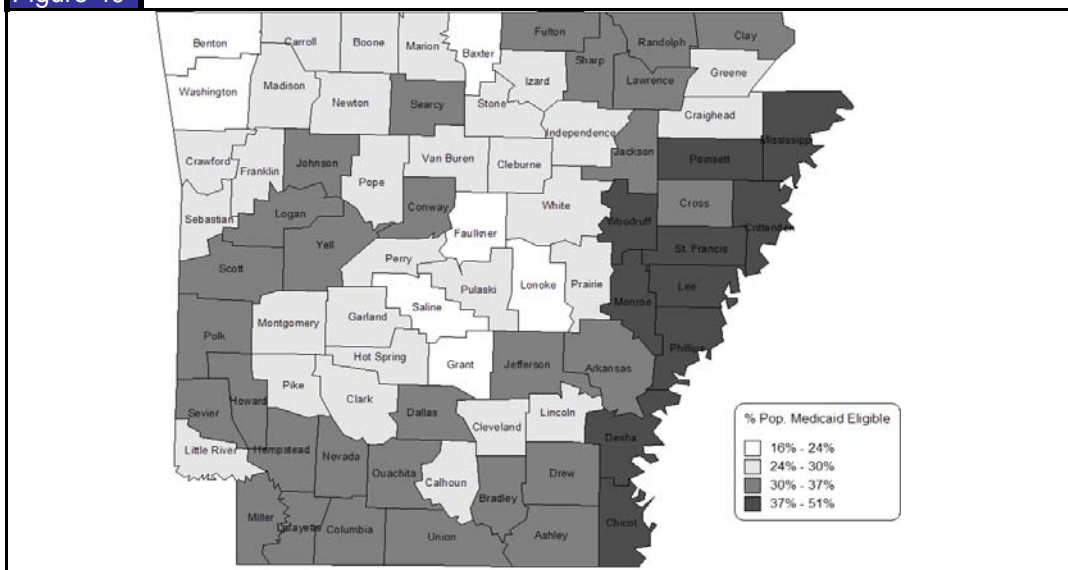 Benton
Carroll
Boone
Marion
Baxter
Fulton
Randolph
Clay
Sharp
Lawrence
Greene
Washington
Madison
Newton
Searcy
Stone
Izard
Independence
Craighead
Mississippi
Crawford
Franklin
Johnson
Pope
Van Buren
Cleburne
Jackson
Poinsett
Sebastian
Logan
Conway
Faulkner
White
Woodruff
Cross
Crittenden
Scott
Yell
Perry
Pulaski
Lonoke
Prairie
St. Francis
Saline
Monroe
Lee
Polk
Montgomery
Garland
Hot Spring
Grant
Jefferson
Arkansas
Phillips
Sevier
Howard
Pike
Clark
Dallas
Cleveland
Lincoln
Desha
Little River
Hempstead
Nevada
Ouachita
Calhoun
Bradley
Drew
Miller
Lafayette
Columbia
Union
Ashley
Chicot
% Pop. Medicaid Eligible
16% - 24%
24% - 30%
30% - 37%
37% - 51%